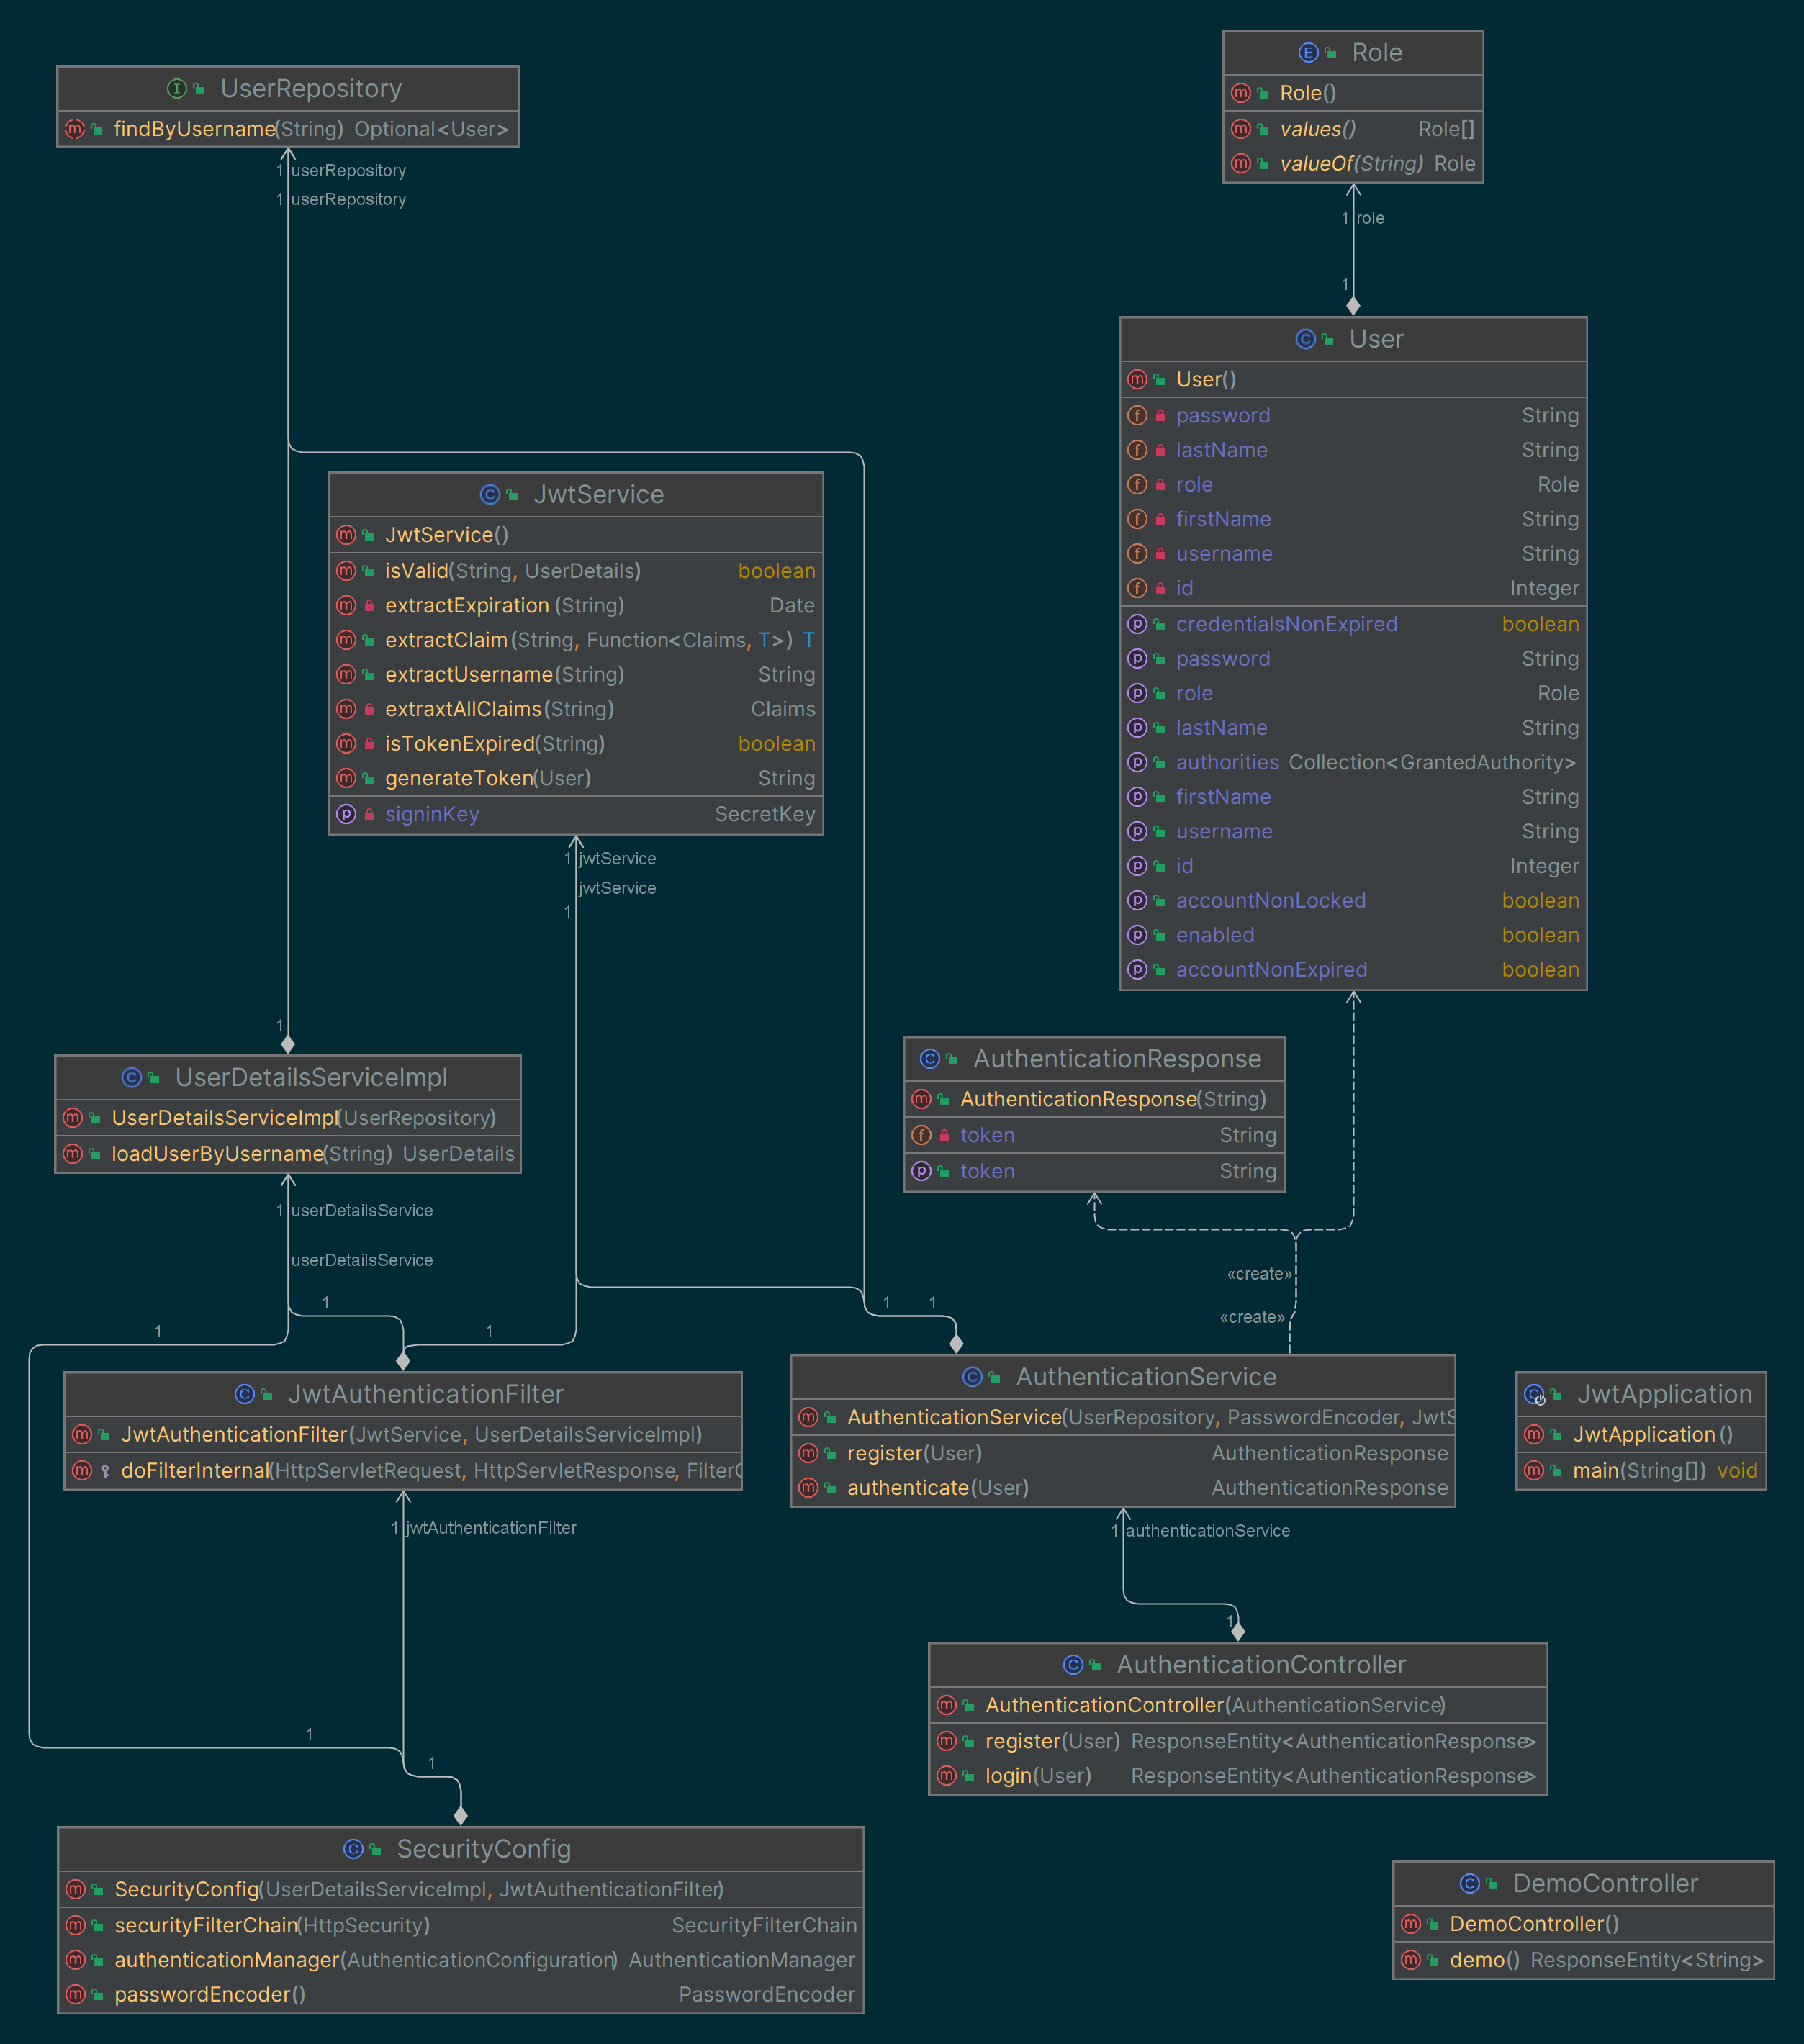 UserRepository
findByUsername(String) Optional<User>
1 userRepository
1 userRepository
Role
Role()
values() Role[]
valueOf(String) Role
1 role
1
User
User()
password String
lastName String
role Role
firstName String
username String
id Integer
credentialsNonExpired boolean
password String
role Role
lastName String
authorities Collection<GrantedAuthority>
firstName String
username String
id Integer
accountNonLocked boolean
enabled boolean
accountNonExpired boolean
JwtService
JwtService()
isValid(String, UserDetails) boolean
extractExpiration(String) Date
extractClaim(String, Function<Claims, T>) T
extractUsername(String) String
extraxtAllClaims(String) Claims
isTokenExpired(String) boolean
generateToken(User) String
signinKey SecretKey
1 jwtService
jwtService
1
1
UserDetailsServiceImpl
UserDetailsServiceImpl(UserRepository)
loadUserByUsername(String) UserDetails
1 userDetailsService
userDetailsService
1
1
1
AuthenticationResponse
AuthenticationResponse(String)
token String
token String
«create»
«create»
1 1
JwtAuthenticationFilter
JwtAuthenticationFilter(JwtService, UserDetailsServiceImpl)
doFilterInternal(HttpServletRequest, HttpServletResponse, FilterC
1 jwtAuthenticationFilter
AuthenticationService
AuthenticationService(UserRepository, PasswordEncoder, JwtS
register(User) AuthenticationResponse
authenticate(User) AuthenticationResponse
1 authenticationService
1
JwtApplication
JwtApplication()
main(String[]) void
AuthenticationController
AuthenticationController(AuthenticationService)
register(User) ResponseEntity<AuthenticationResponse>
login(User) ResponseEntity<AuthenticationResponse>
1
1
SecurityConfig
SecurityConfig(UserDetailsServiceImpl, JwtAuthenticationFilter)
securityFilterChain(HttpSecurity) SecurityFilterChain
authenticationManager(AuthenticationConfiguration) AuthenticationManager
passwordEncoder() PasswordEncoder
DemoController
DemoController()
demo() ResponseEntity<String>